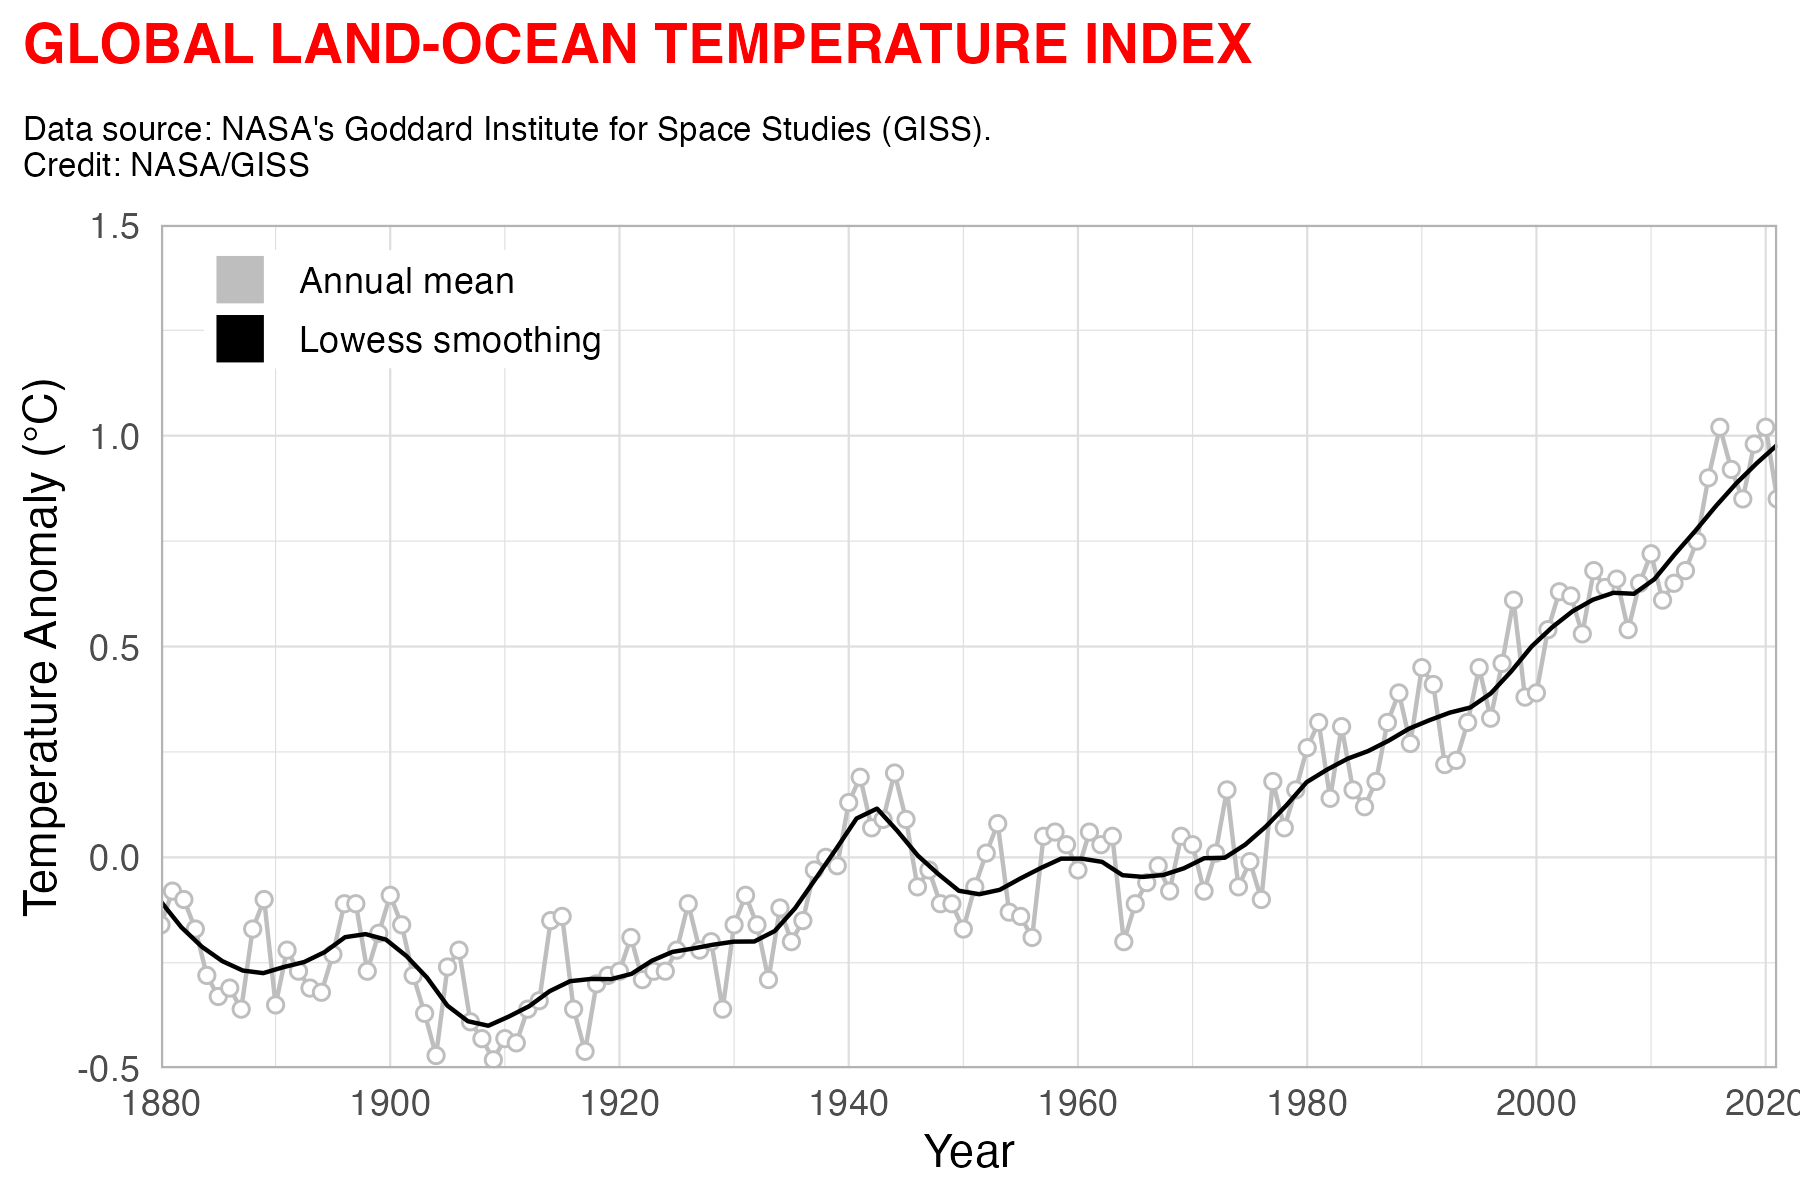 GLOBAL LAND-OCEAN TEMPERATURE INDEX
Data source: NASA's Goddard Institute for Space Studies (GISS).
Credit: NASA/GISS
1.5
Annual mean
Lowess smoothing
1.0
0.5
0.0
-0.5
Temperature Anomaly (°C)
1880 1900 1920 1940 1960 1980 2000 2020
Year